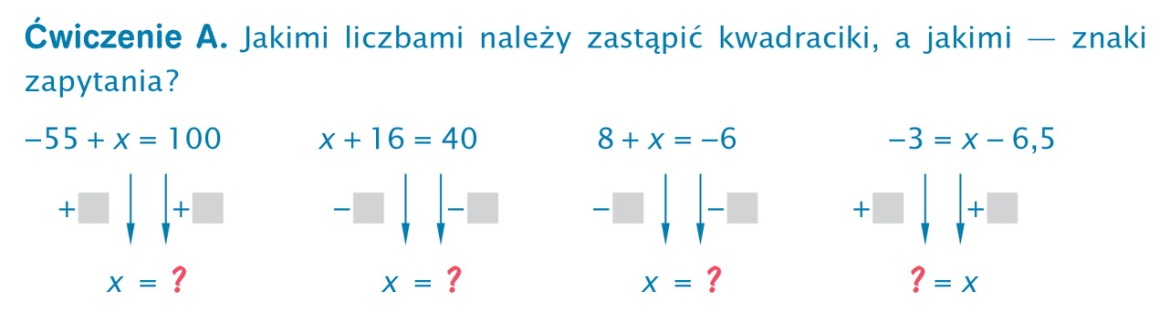 Ćwiczenie A. Jakimi liczbami należy zastąpić kwadraciki, a jakimi — znaki
zapytania?
−55 + x = 100 x + 16 = 40 8 + x = −6 −3 = x − 6,5
+ + − − − − + +
x = ? x = ? x = ? ? = x